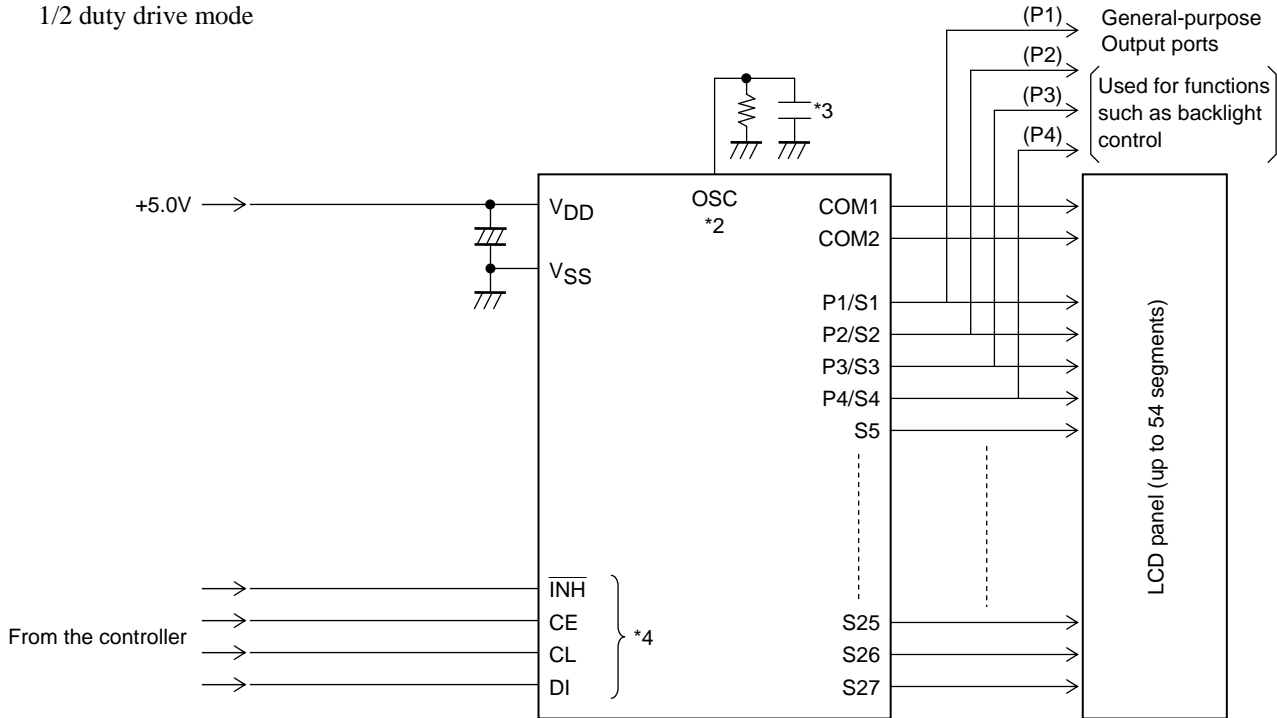 1/2 duty drive mode
(P1)
General-purpose
Output ports
(P2)
(P3)
(P4)
Used for functions
such as backlight
control
*3
+5.0V
VDD
OSC
*2
VSS
COM1
COM2
P1/S1
P2/S2
P3/S3
P4/S4
S5
LCD panel (up to 54 segments)
From the controller
INH
CE
CL
DI
*4
S25
S26
S27